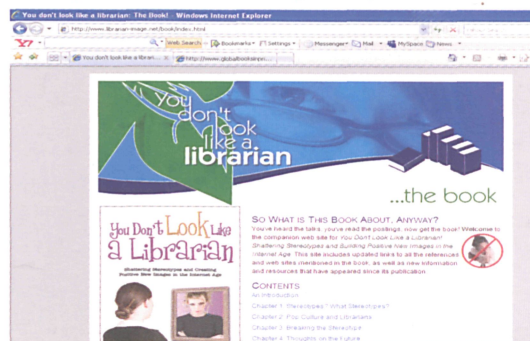 You don't look like a librarian: The Book! - Windows Internet Explorer
http://www.librarian-image.net/book/index.html
Web Search Bookmarks Settings Messenger Mail MySpace News
You don't look like a librarian
you
don't
look
like a
librarian
...the book
You Don't Look Like
a Librarian
Shattering Stereotypes and Creating
Positive New Images in the Internet Age
So What is This Book About, Anyway?
You've heard the talks, you've read the postings, now get the book! Welcome to
the companion web site for You Don't Look Like a Librarian!
Shattering Stereotypes and Building Positive New Images in the
Internet Age. This site includes updated links to all the references
and web sites mentioned in the book, as well as new information
and resources that have appeared since its publication.
Contents
An Introduction
Chapter 1: Stereotypes? What Stereotypes?
Chapter 2: Pop Culture and Librarians
Chapter 3: Breaking the Stereotype
Chapter 4: Thoughts on the Future